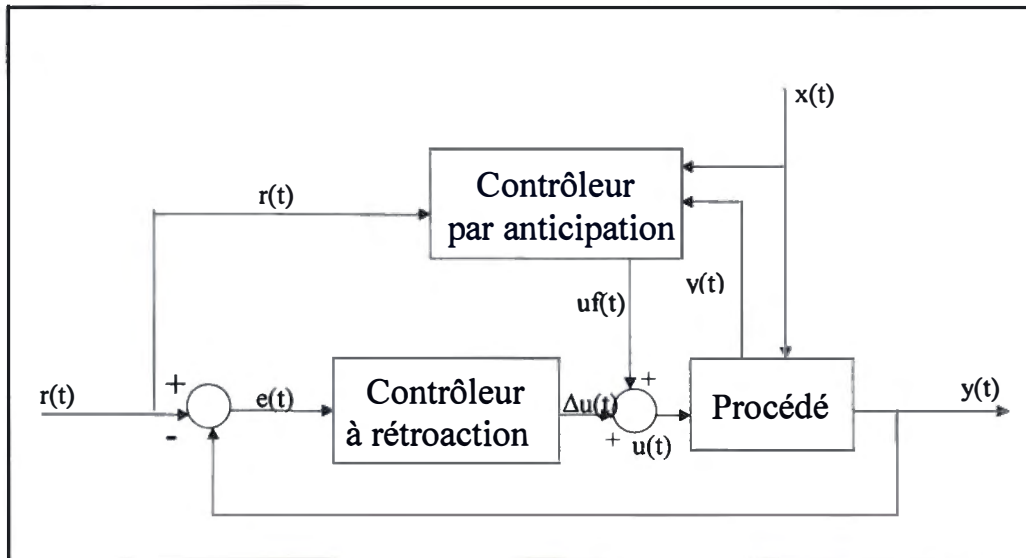 x(t)
Contrôleur
par anticipation
r(t)
v(t)
uf(t)
+
r(t)
+
-
e(t)
Contrôleur
à rétroaction
Δu(t)
+
u(t)
Procédé
y(t)